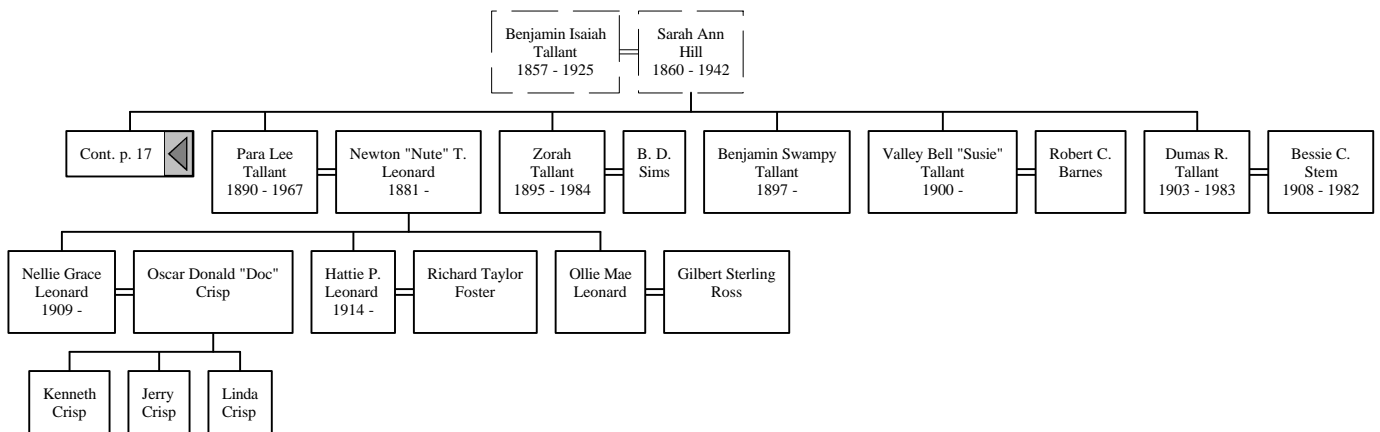 Benjamin Isaiah
Tallant
1857 - 1925
Sarah Ann
Hill
1860 - 1942
Cont. p. 17
Para Lee
Tallant
1890 - 1967
Newton "Nute" T.
Leonard
1881 -
Zorah
Tallant
1895 - 1984
B. D.
Sims
Benjamin Swampy
Tallant
1897 -
Valley Bell "Susie"
Tallant
1900 -
Robert C.
Barnes
Dumas R.
Tallant
1903 - 1983
Bessie C.
Stem
1908 - 1982
Nellie Grace
Leonard
1909 -
Oscar Donald "Doc"
Crisp
Hattie P.
Leonard
1914 -
Richard Taylor
Foster
Ollie Mae
Leonard
Gilbert Sterling
Ross
Kenneth
Crisp
Jerry
Crisp
Linda
Crisp